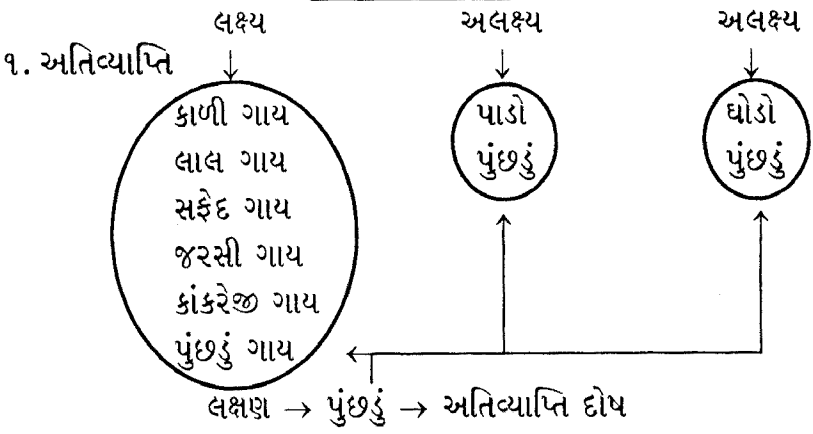 લક્ષ્ય અલક્ષ્ય અલક્ષ્ય
૧. અતિવ્યાપ્તિ
કાળી ગાય પાડો ઘોડો
લાલ ગાય પુંછડું પુંછડું
સફેદ ગાય
જરસી ગાય
કાંકરેજી ગાય
પુંછડું ગાય
લક્ષણ → પુંછડું → અતિવ્યાપ્તિ દોષ